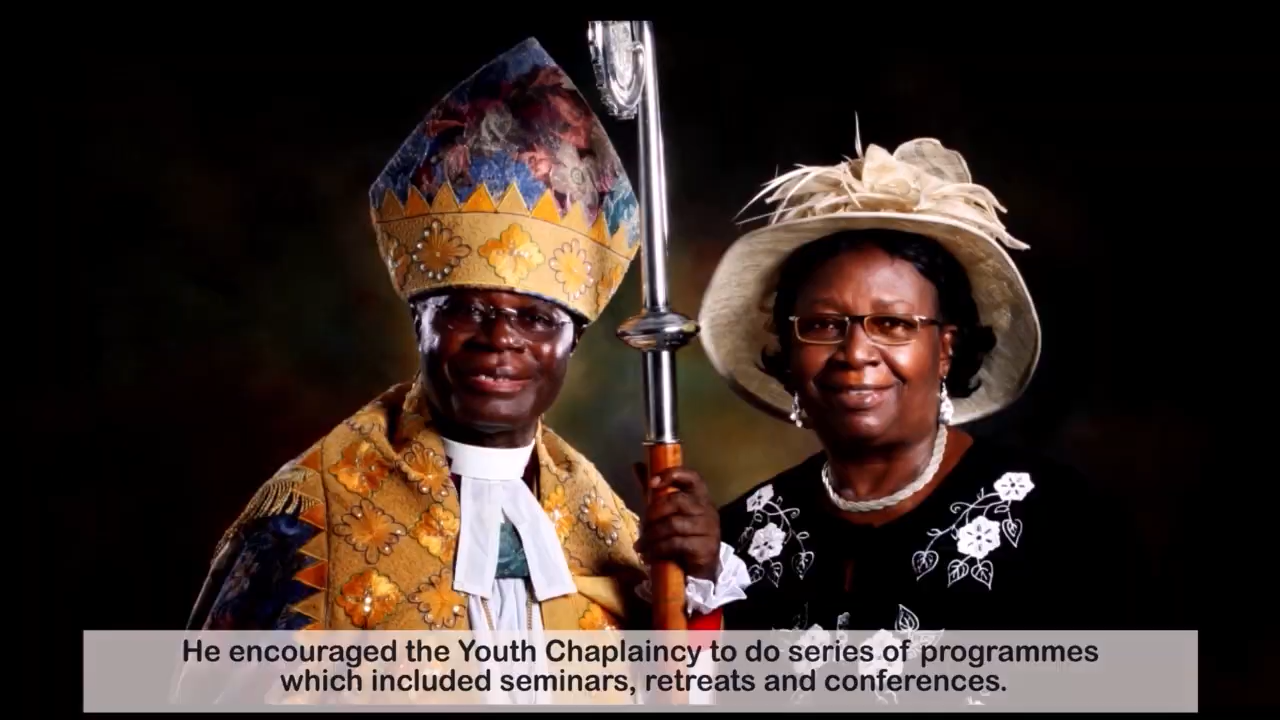 He encouraged the Youth Chaplaincy to do series of programmes
which included seminars, retreats and conferences.